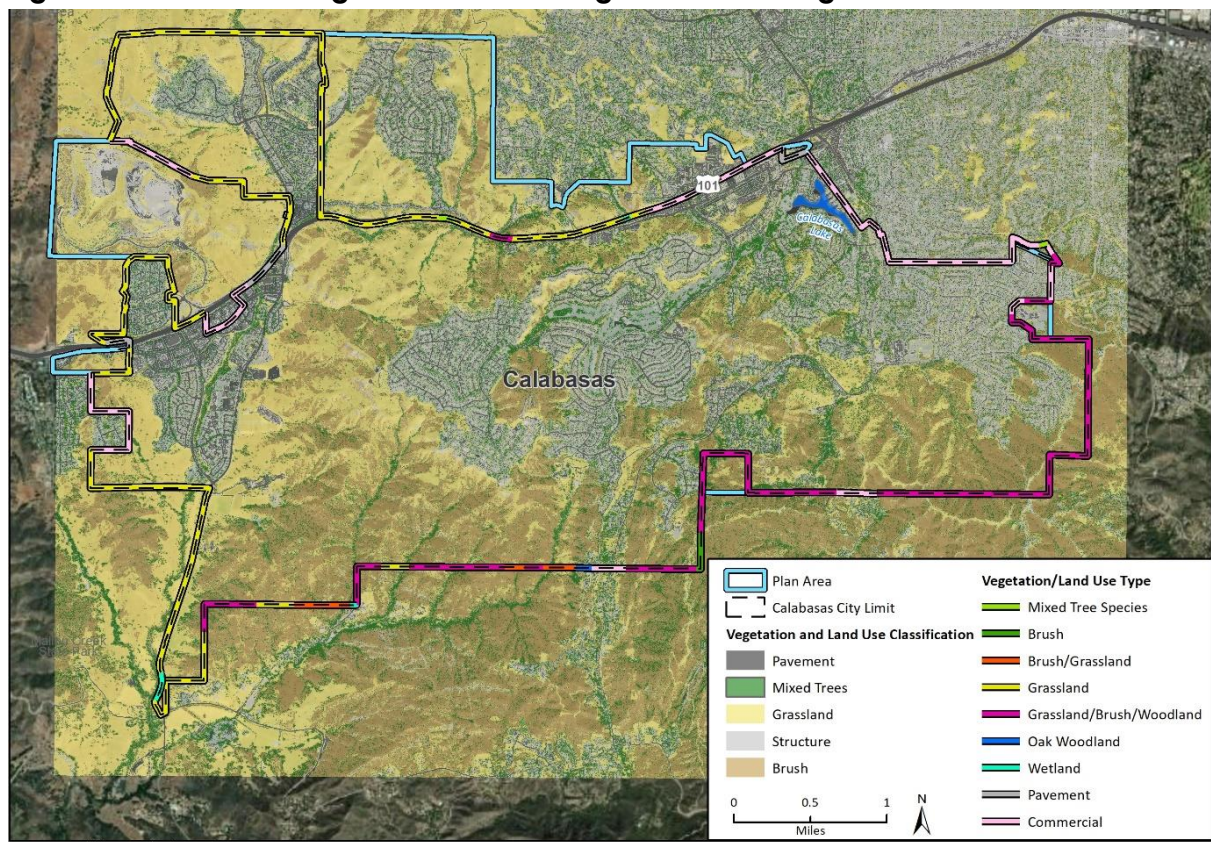 101
Calabasas
Lake
Calabasas
Plan Area
Calabasas City Limit
Vegetation and Land Use Classification
Pavement
Mixed Trees
Grassland
Structure
Brush
0 0.5 1
Miles
N
Vegetation/Land Use Type
Mixed Tree Species
Brush
Brush/Grassland
Grassland
Grassland/Brush/Woodland
Oak Woodland
Wetland
Pavement
Commercial